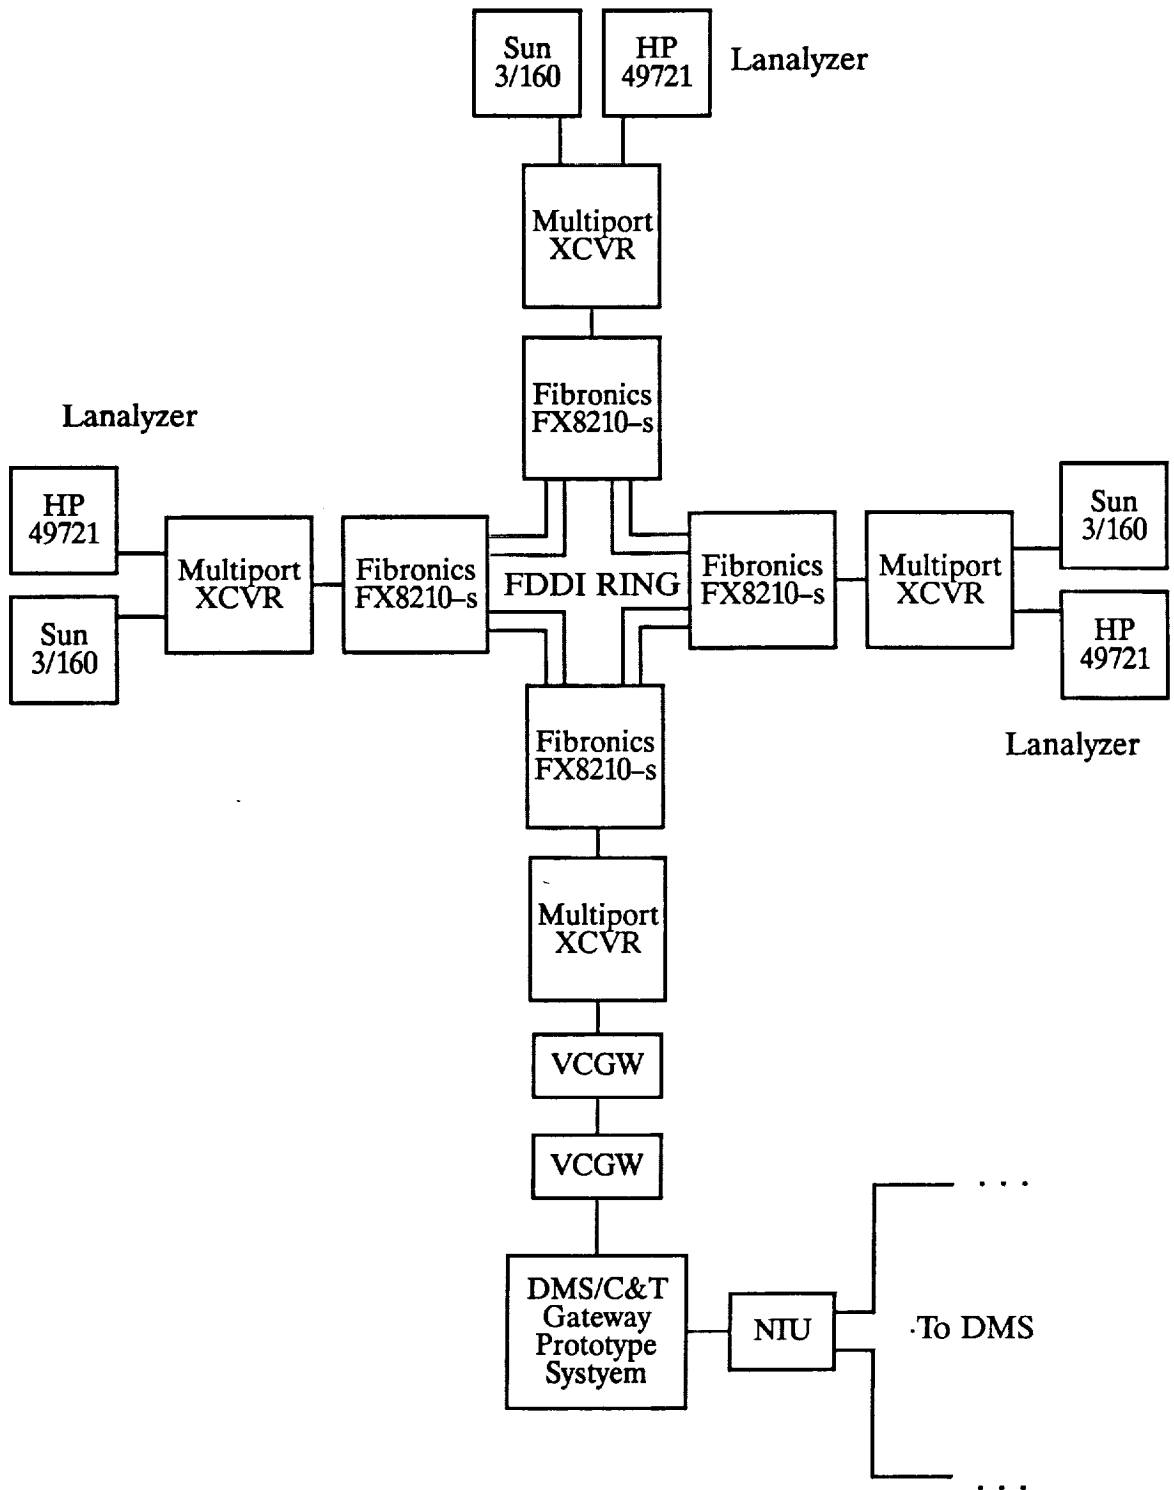 Sun
3/160
HP
49721
Lanalyzer
Multiport
XCVR
Fibronics
FX8210–s
Lanalyzer
HP
49721
Sun
3/160
Multiport
XCVR
Fibronics
FX8210–s
FDDI RING
Fibronics
FX8210–s
Multiport
XCVR
Sun
3/160
HP
49721
Lanalyzer
Fibronics
FX8210–s
Multiport
XCVR
VCGW
VCGW
. . .
DMS/C&T
Gateway
Prototype
Systyem
NIU
To DMS
. . .